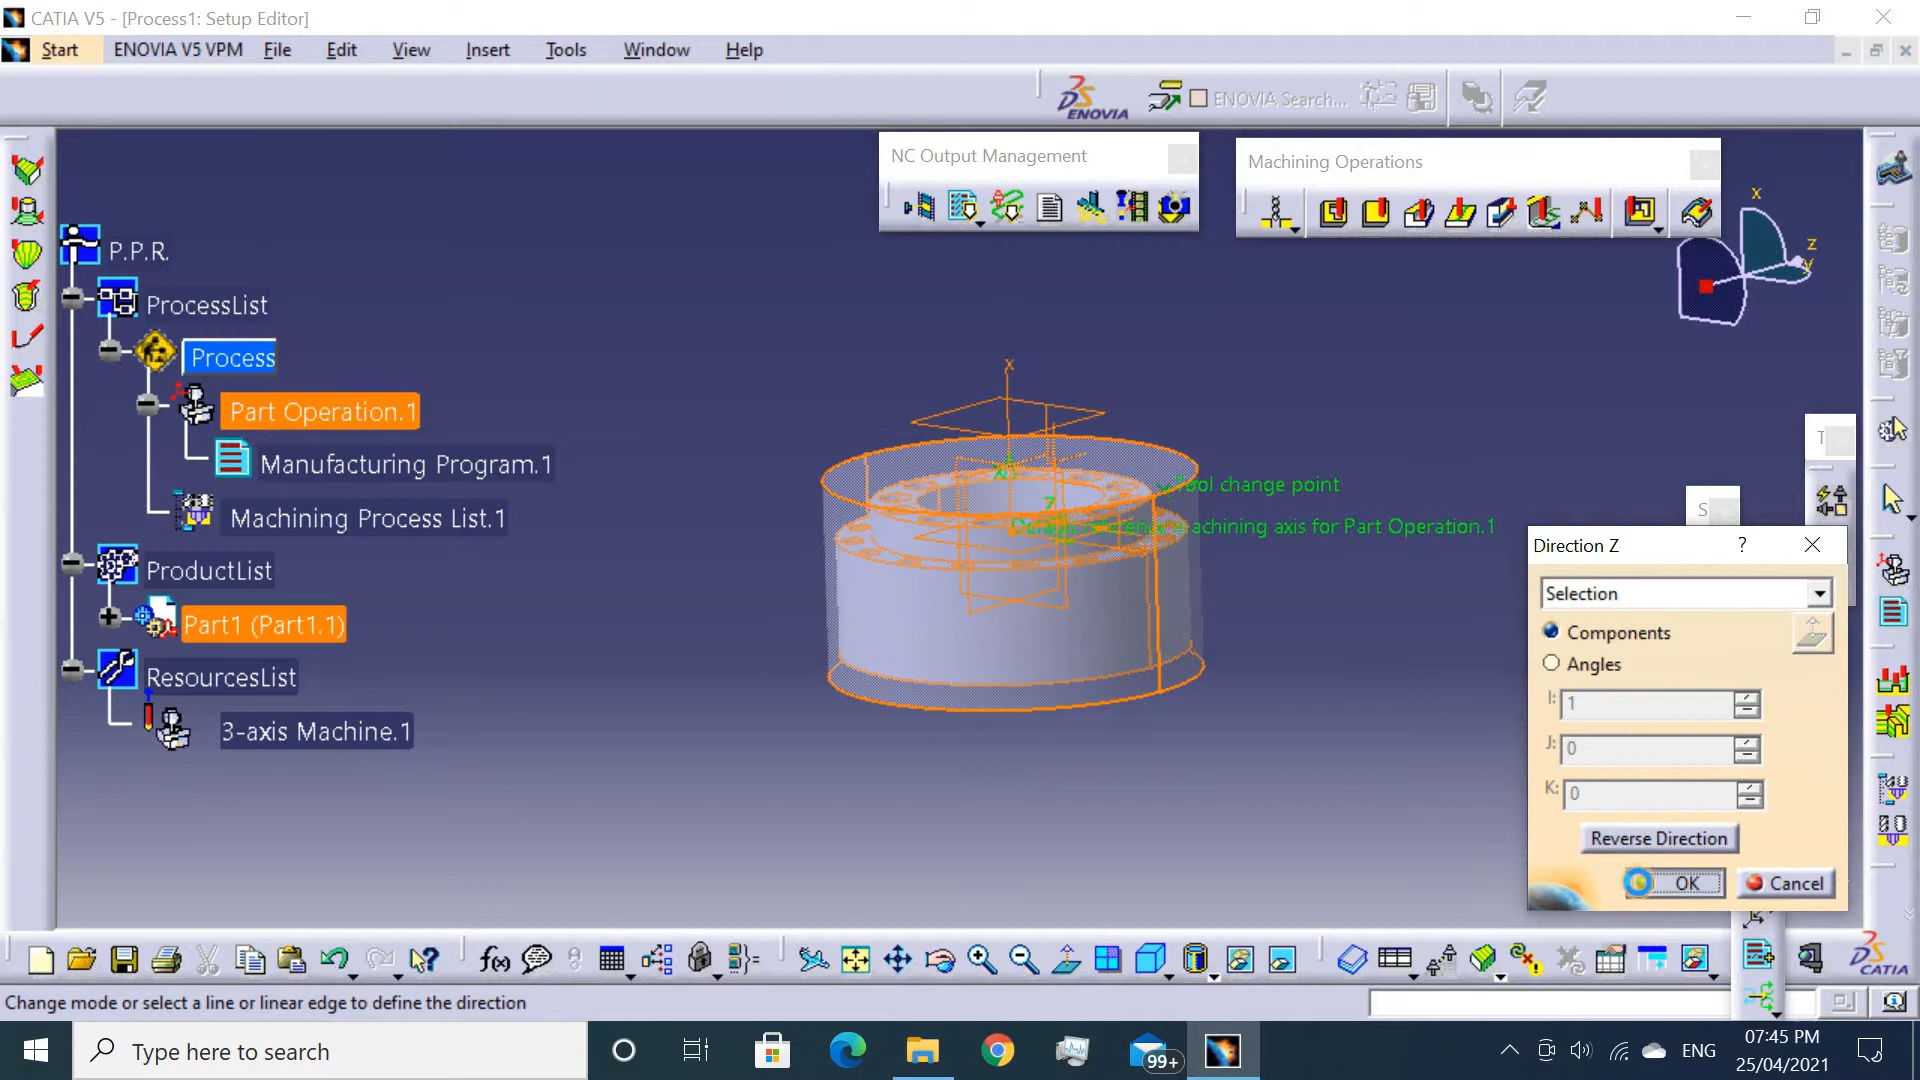 CATIA V5 - [Process1: Setup Editor]
Start ENOVIA V5 VPM File Edit View Insert Tools Window Help
ENOVIA
ENOVIA Search...
NC Output Management
Machining Operations
x
z
y
P.P.R.
ProcessList
Process
Part Operation.1
Manufacturing Program.1
Machining Process List.1
ProductList
Part1 (Part1.1)
ResourcesList
3-axis Machine.1
x
Z
Tool change point
machining axis for Part Operation.1
T
S
Direction Z ?
Selection
Components
Angles
I: 1
J: 0
K: 0
Reverse Direction
OK Cancel
f(x)
CATIA
Change mode or select a line or linear edge to define the direction
Type here to search
99+
ENG
07:45 PM
25/04/2021